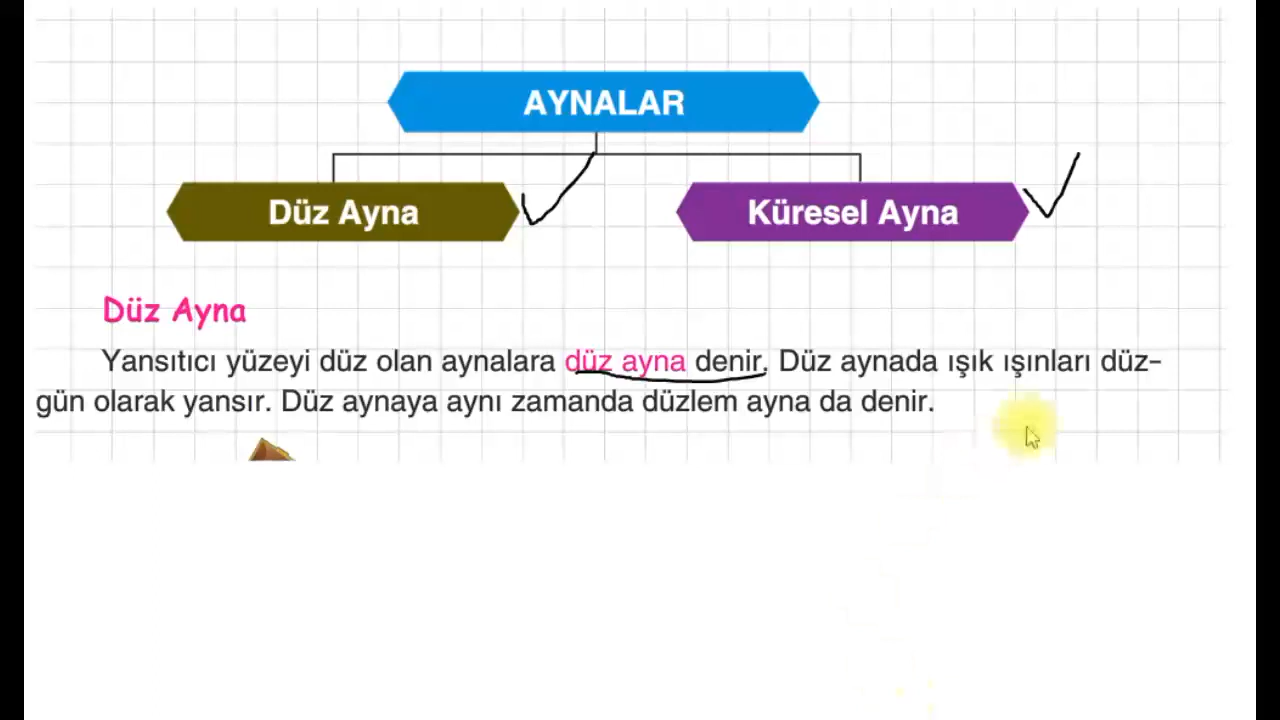 AYNALAR
Düz Ayna
Küresel Ayna
Düz Ayna
Yansıtıcı yüzeyi düz olan aynalara düz ayna denir. Düz aynada ışık ışınları düz-
gün olarak yansır. Düz aynaya aynı zamanda düzlem ayna da denir.